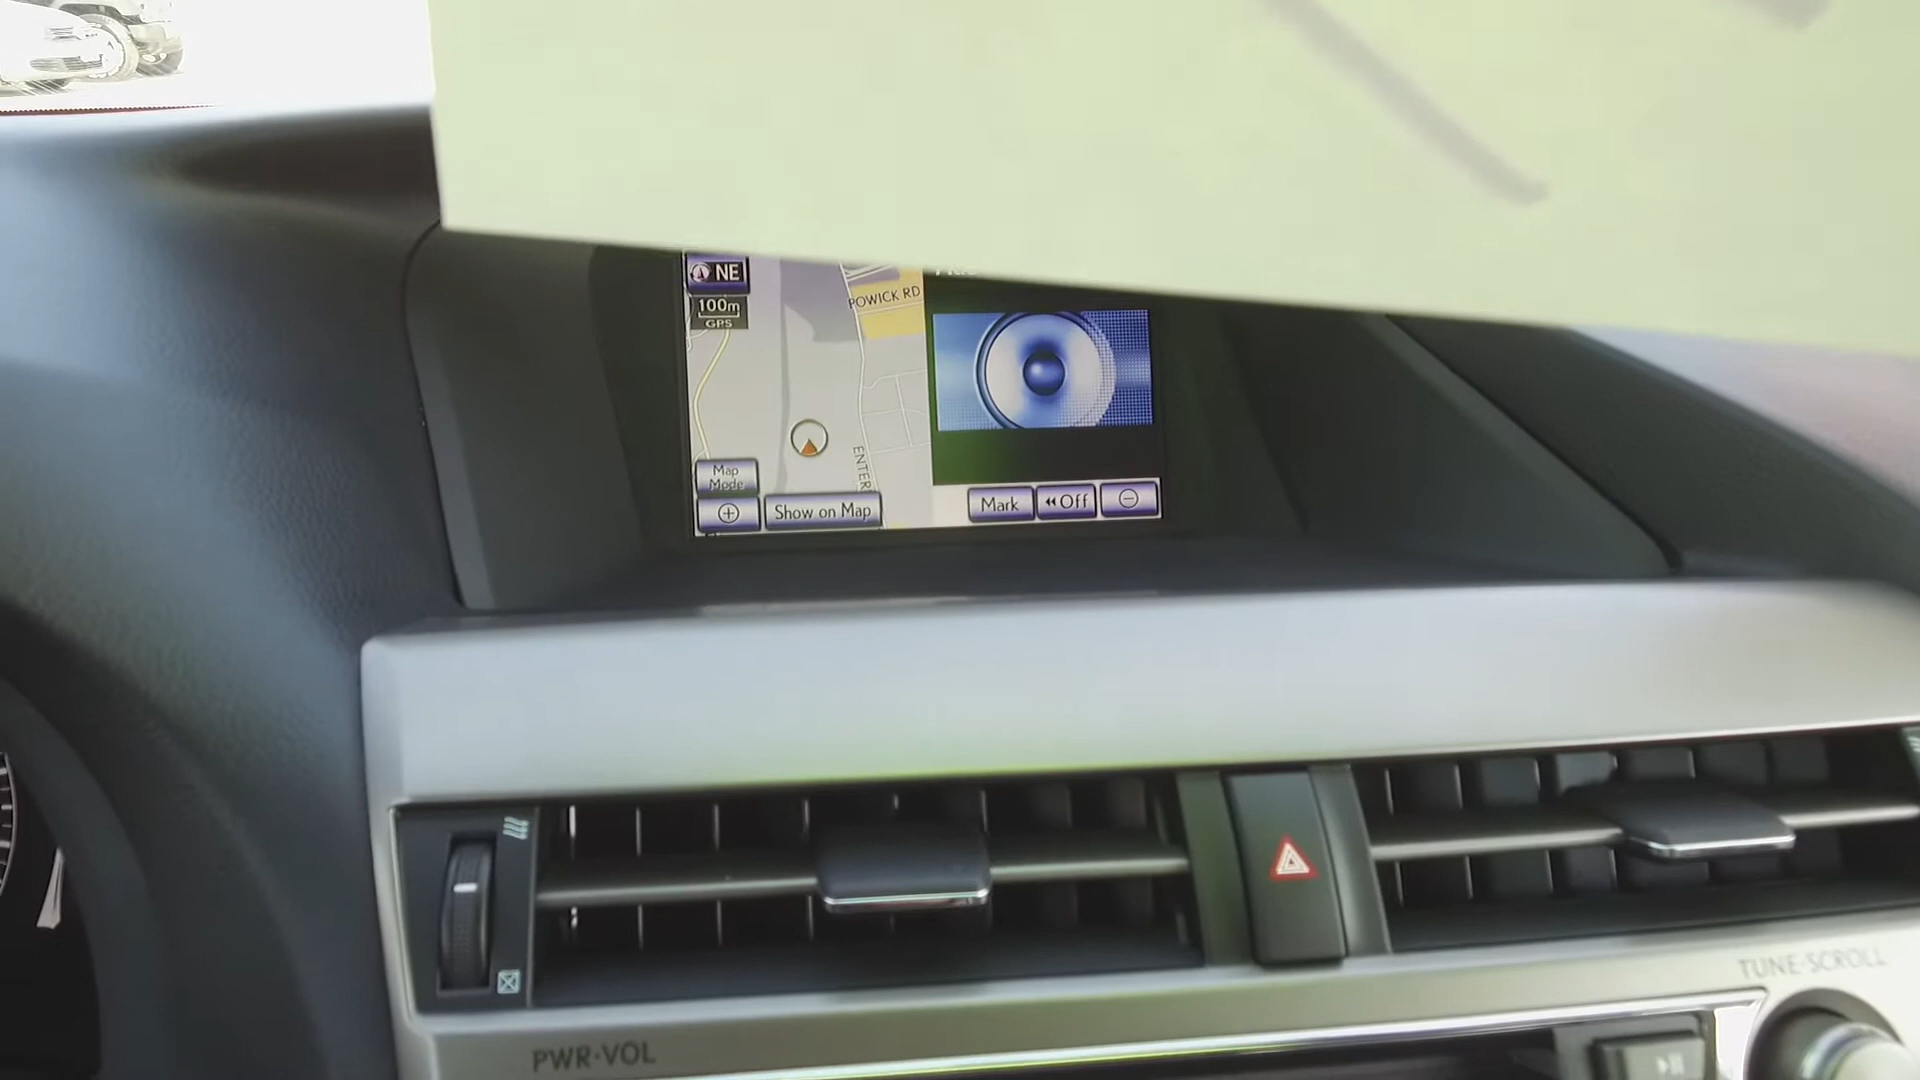 NE
100m
GPS
POWICK RD
ENTER
Map
Mode
Show on Map
Mark
Off
TUNE·SCROLL
PWR·VOL